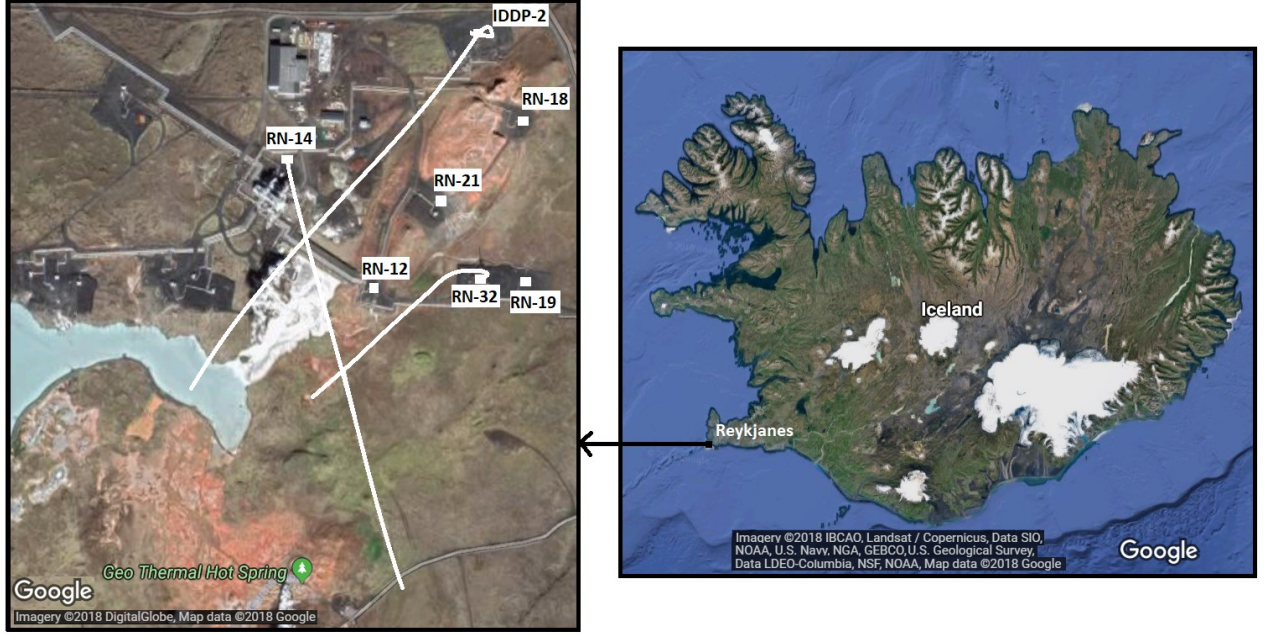 IDDP-2
RN-18
RN-14
RN-21
RN-12
RN-32
RN-19
Geo Thermal Hot Spring
Google
Imagery ©2018 DigitalGlobe, Map data ©2018 Google
Iceland
Reykjanes
Imagery ©2018 IBCAO, Landsat / Copernicus, Data SIO,
NOAA, U.S. Navy, NGA, GEBCO,U.S. Geological Survey,
Data LDEO-Columbia, NSF, NOAA, Map data ©2018 Google
Google